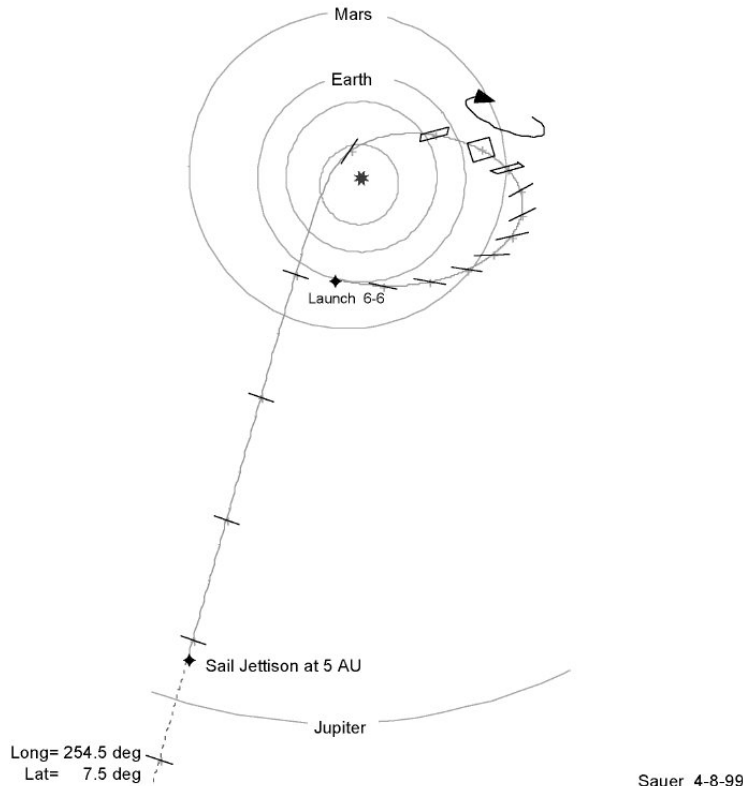 Mars
Earth
Launch 6-6
Sail Jettison at 5 AU
Jupiter
Long= 254.5 deg
Lat= 7.5 deg
Sauer 4-8-99